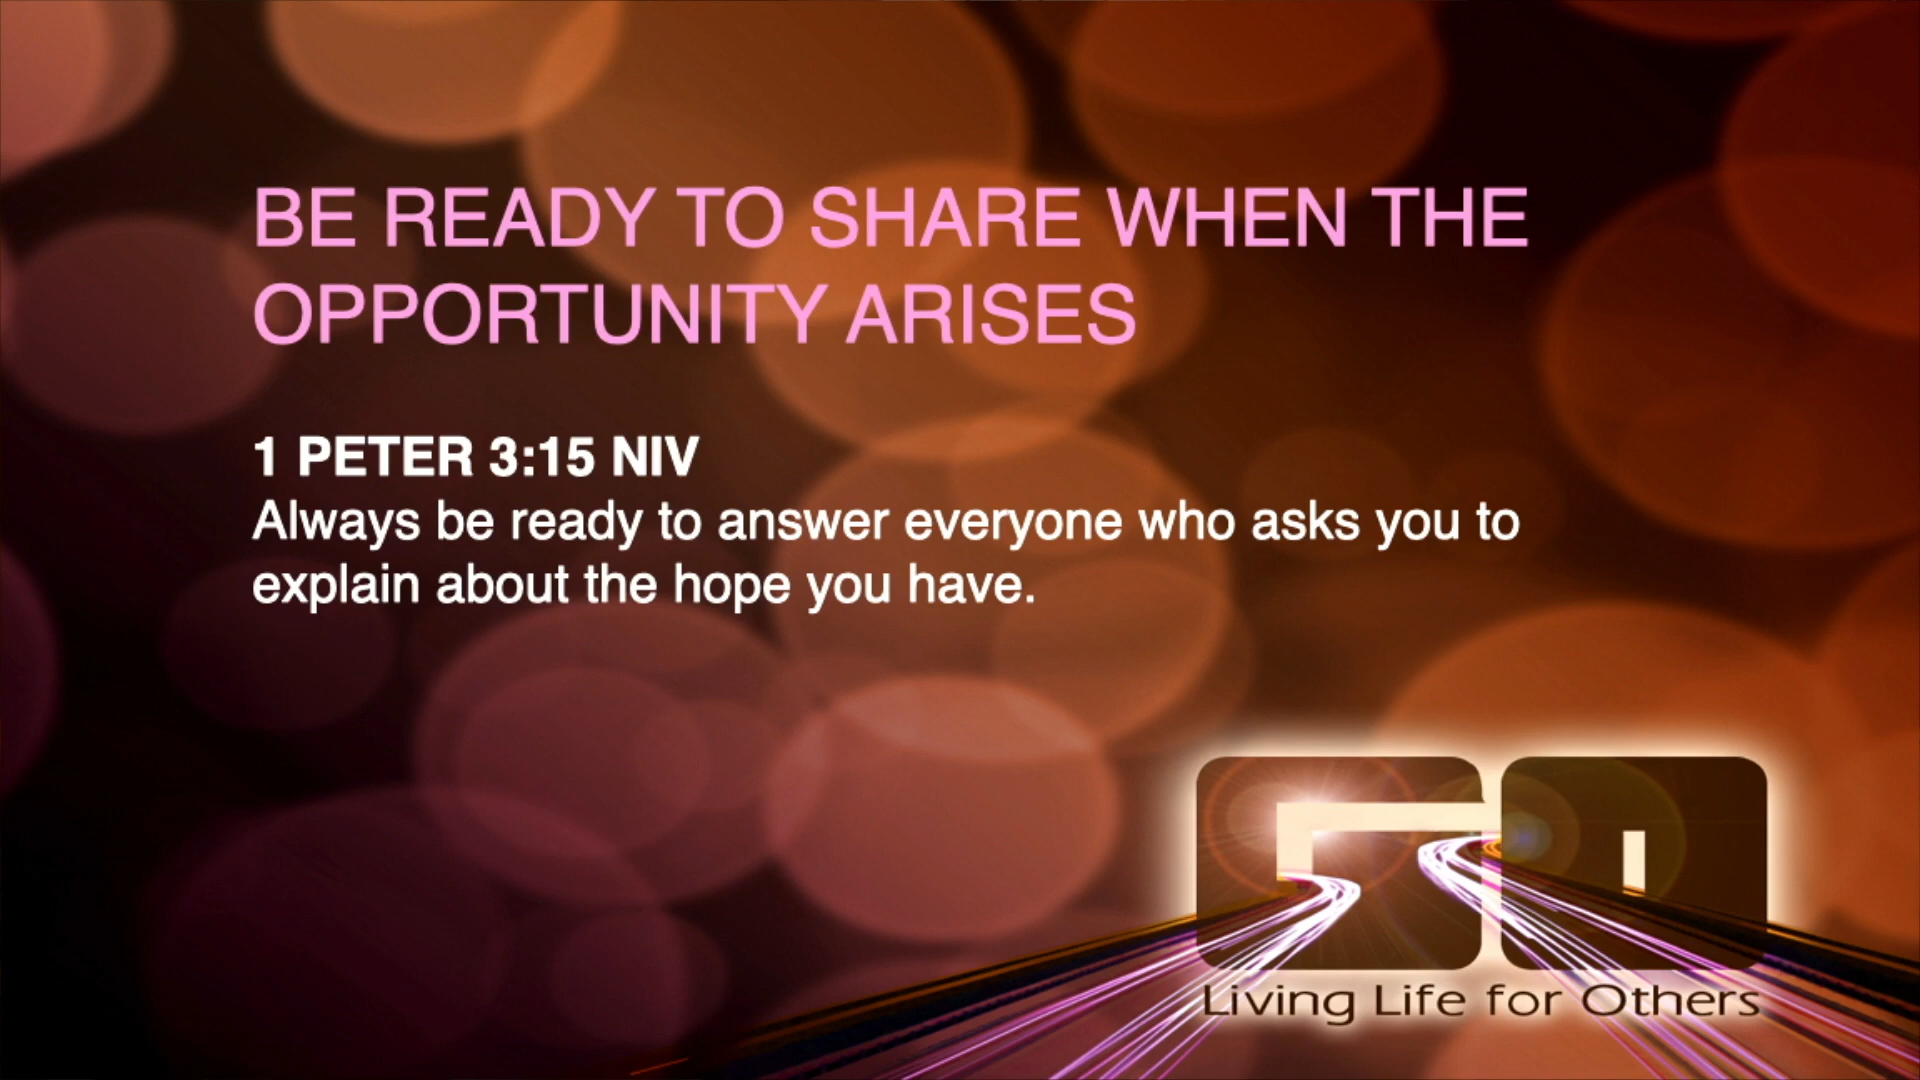 BE READY TO SHARE WHEN THE
OPPORTUNITY ARISES
1 PETER 3:15 NIV
Always be ready to answer everyone who asks you to
explain about the hope you have.
Living Life for Others